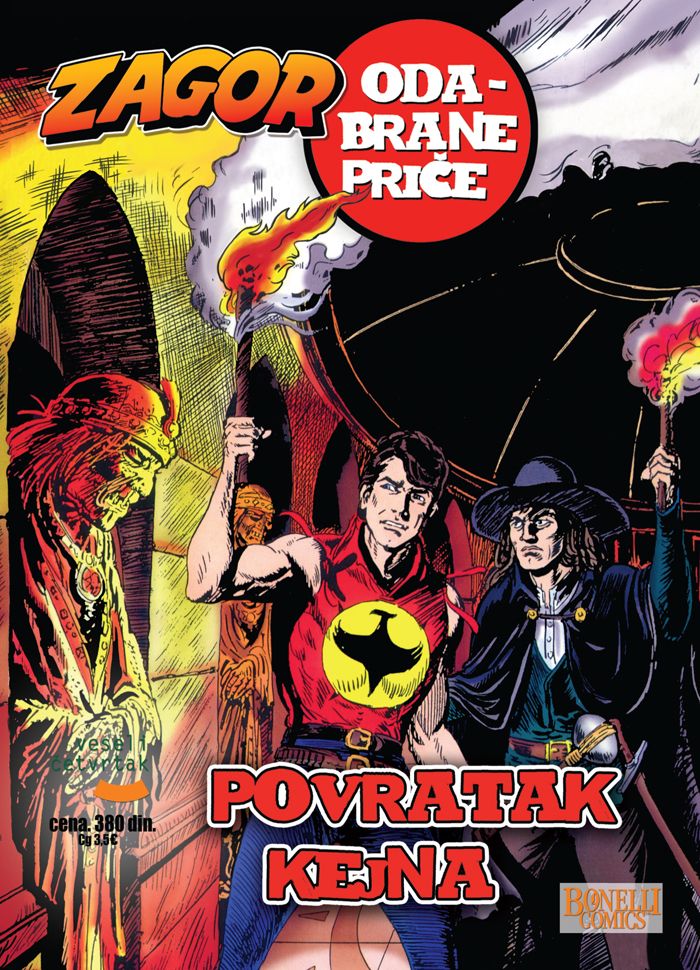 ZAGOR
ODA-
BRANE
PRIČE
veseli
četvrtak
cena. 380 din.
Cg 3,5€
POVRATAK
KEJNA
BONELLI
COMICS